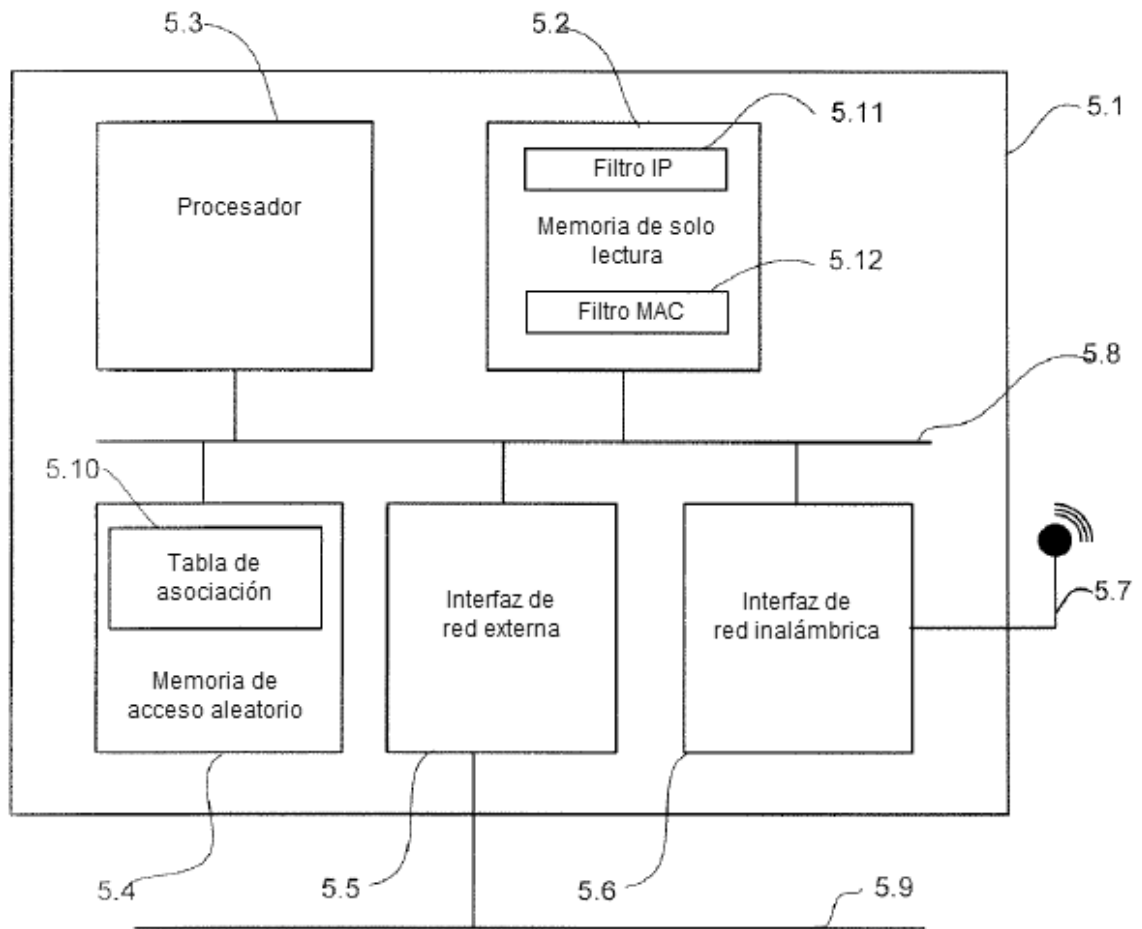 5.3
5.2
5.1
5.11
Filtro IP
Procesador
Memoria de solo
lectura
5.12
Filtro MAC
5.8
5.10
Tabla de
asociación
Interfaz de
red externa
Interfaz de
red inalámbrica
5.7
Memoria de
acceso aleatorio
5.4
5.5
5.6
5.9